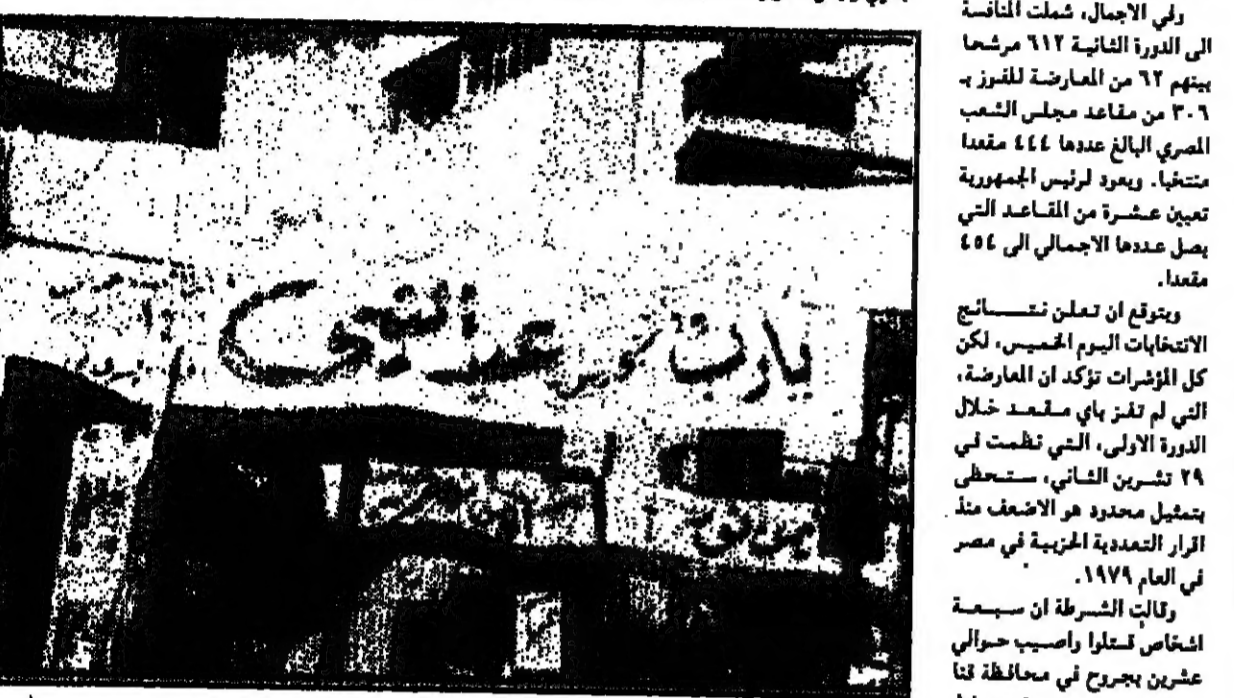 وفي الاجمال، شملت المنافسة
الى الدورة الثانية ٦١٢ مرشحا
بينهم ٦٢ من المعارضة للفوز بـ
٣٠٦ من مقاعد مجلس الشعب
المصري البالغ عددها ٤٤٤ مقعدا
منتخبا. ويعود لرئيس الجمهورية
تعيين عشرة من المقاعد التي
يصل عددها الاجمالي الى ٤٥٤
مقعدا.
ويتوقع ان تعلن نتائج
الانتخابات اليوم الخميس، لكن
كل المؤشرات تؤكد ان المعارضة،
التي لم تفز باي مقعد خلال
الدورة الاولى، التي نظمت في
٢٩ تشرين الثاني، ستحظى
بتمثيل محدود هو الاضعف منذ
اقرار التعددية الحزبية في مصر
في العام ١٩٧٩.
وقالت الشرطة ان سبعة
اشخاص قتلوا واصيب حوالي
عشرين بجروح في محافظة قنا
يارب